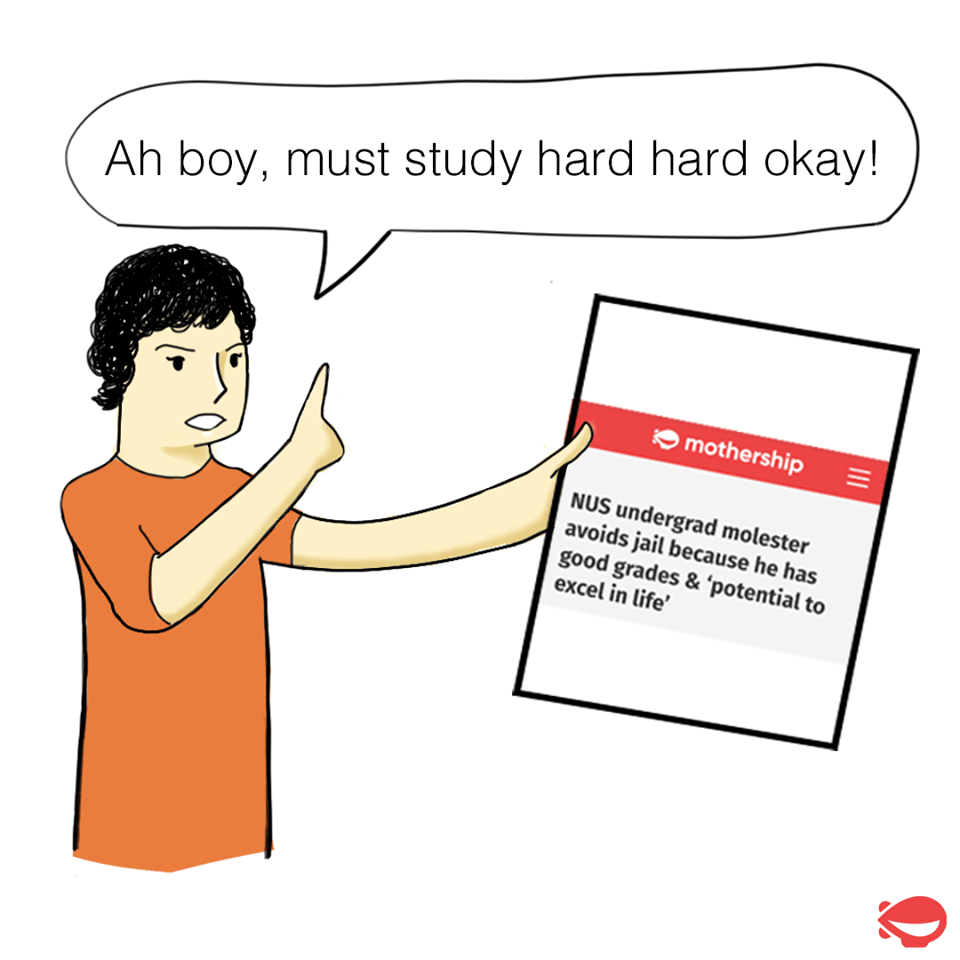 Ah boy, must study hard hard okay!
mothership
NUS undergrad molester
avoids jail because he has
good grades & ‘potential to
excel in life’